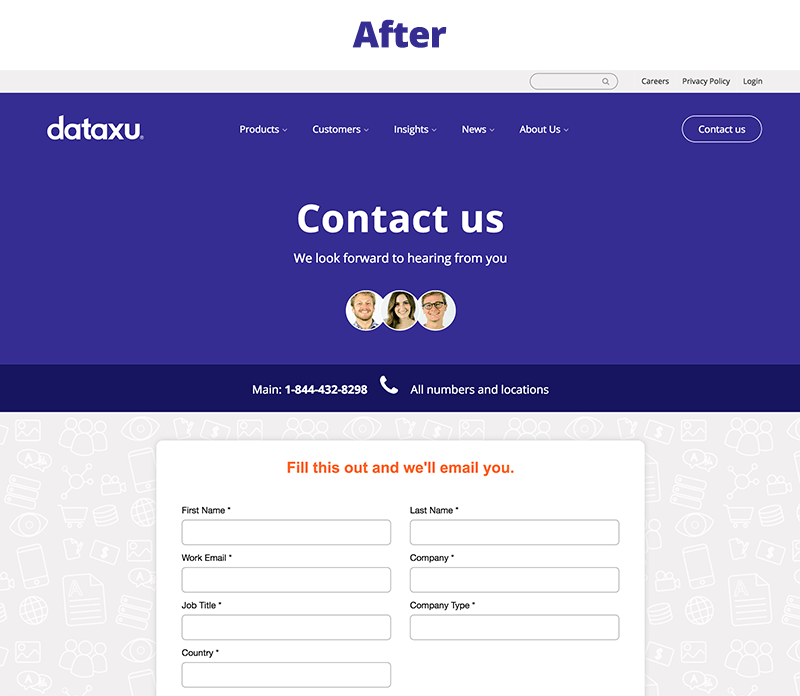 After
Careers Privacy Policy Login
dataxu®
Products Customers Insights News About Us Contact us
Contact us
We look forward to hearing from you
Main: 1-844-432-8298 All numbers and locations
Fill this out and we'll email you.
First Name * Last Name *
Work Email * Company *
Job Title * Company Type *
Country *